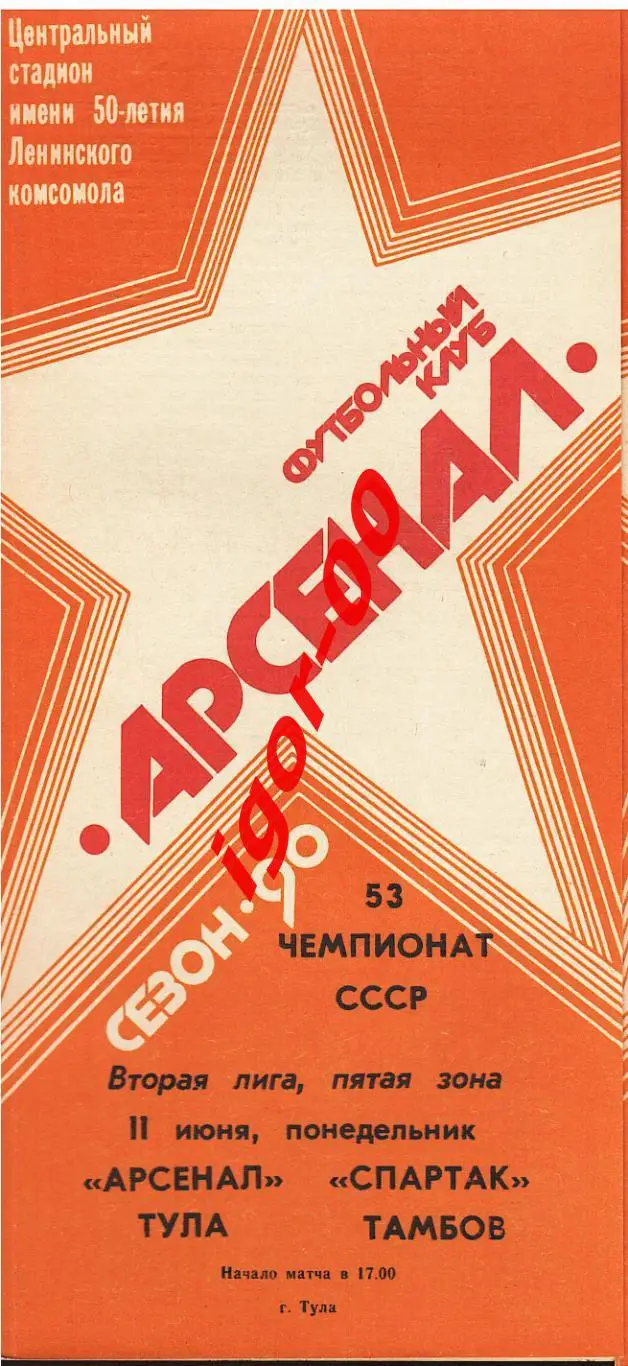 Центральный
стадион
имени 50-летия
Ленинского
комсомола
ФУТБОЛЬНЫЙ
КЛУБ
•АРСЕНАЛ•
igor-00
СЕЗОН•90
53
ЧЕМПИОНАТ
СССР
Вторая лига, пятая зона
11 июня, понедельник
«АРСЕНАЛ» «СПАРТАК»
ТУЛА ТАМБОВ
Начало матча в 17.00
г. Тула